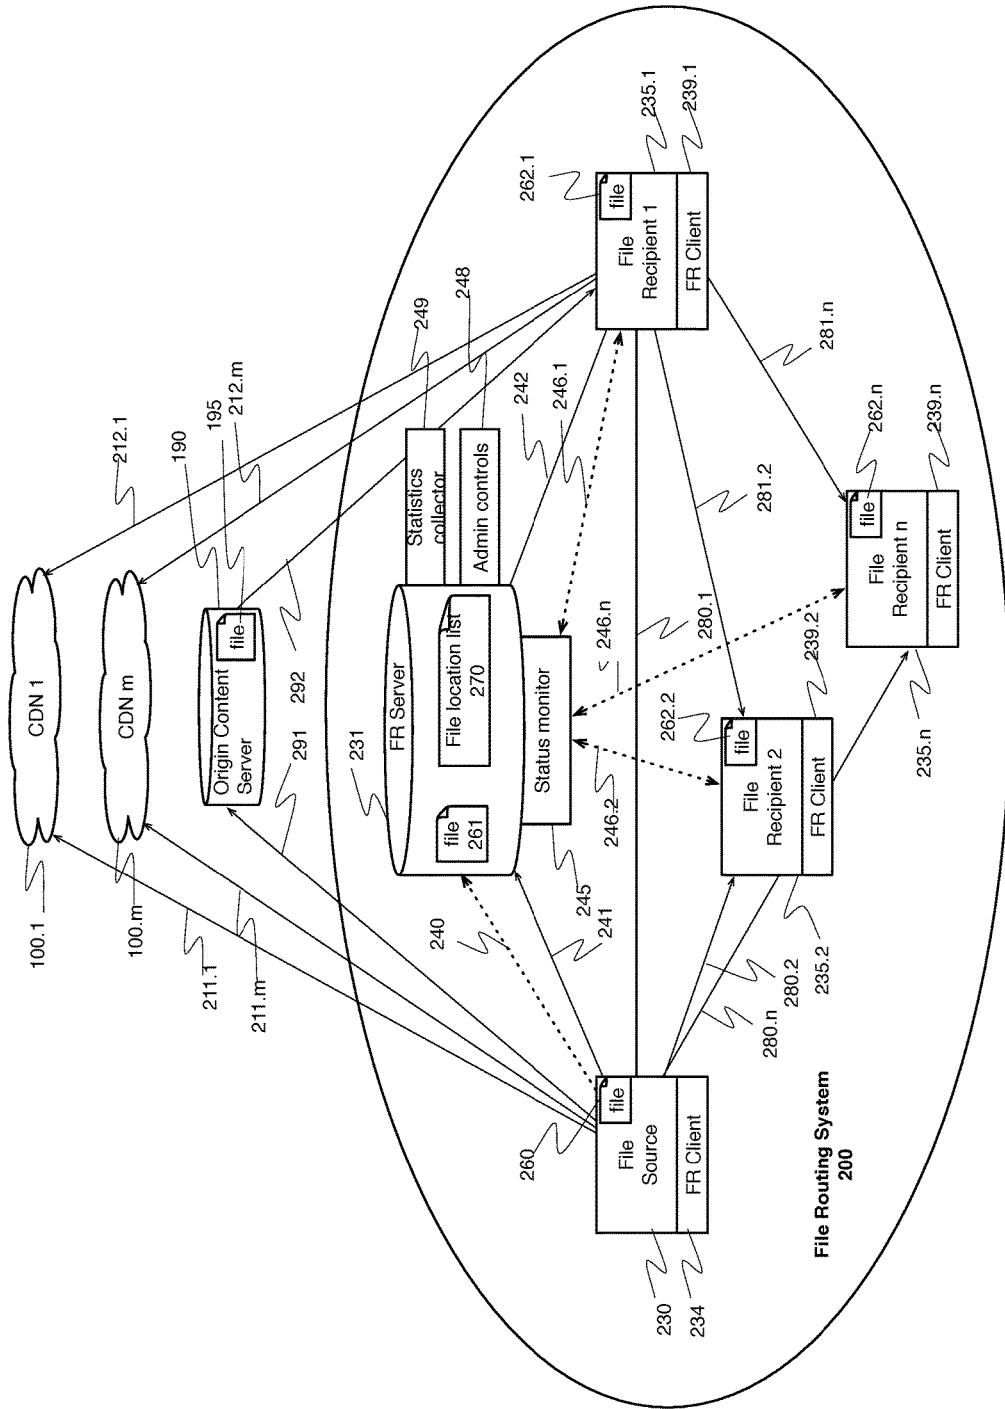 100.1
CDN 1
212.1
100.m
CDN m
190
195
212.m
211.1
211.m
Origin Content
Server
file
291
292
249
248
231
FR Server
Statistics
collector
Admin controls
file
261
File location list
270
Status monitor
240
241
245
242
246.1
246.2
246.n
260
262.1
file
File
Source
FR Client
230
234
file
File
Recipient 1
FR Client
235.1
239.1
280.1
281.2
281.n
262.2
file
File
Recipient 2
FR Client
239.2
235.2
280.2
280.n
262.n
file
File
Recipient n
FR Client
239.n
235.n
File Routing System
200